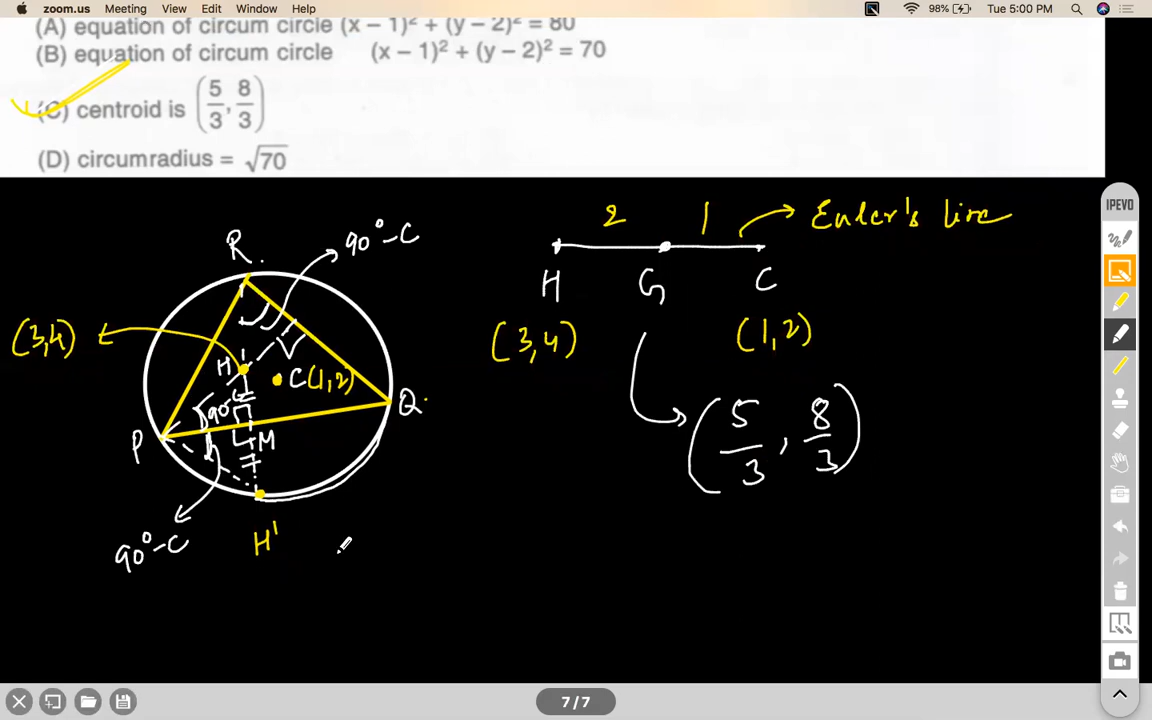 zoom.us Meeting View Edit Window Help 98% Tue 5:00 PM
(A) equation of circum circle (x − 1)² + (y − 2)² = 80
(B) equation of circum circle (x − 1)² + (y − 2)² = 70
(C) centroid is (5/3, 8/3)
(D) circumradius = √70
IPEVO
2 1 Euler's line
H G C
(3,4) (1,2)
(5/3, 8/3)
R 90°-C
(3,4)
H C(1,2)
90°
P M Q
90°-C H'
7 / 7